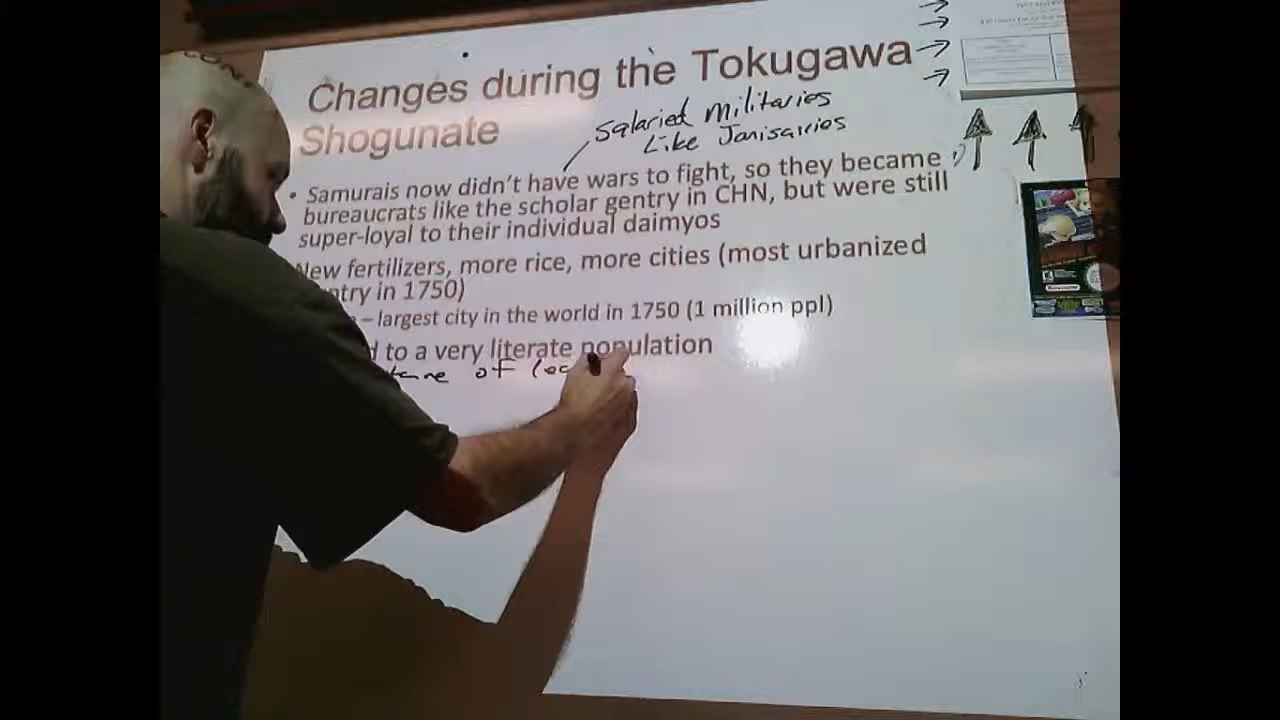 Changes during the Tokugawa
Shogunate
Salaried militaries
Like Janisaries
• Samurais now didn't have wars to fight, so they became
bureaucrats like the scholar gentry in CHN, but were still
super-loyal to their individual daimyos
New fertilizers, more rice, more cities (most urbanized
ntry in 1750)
– largest city in the world in 1750 (1 million ppl)
d to a very literate population
of loc